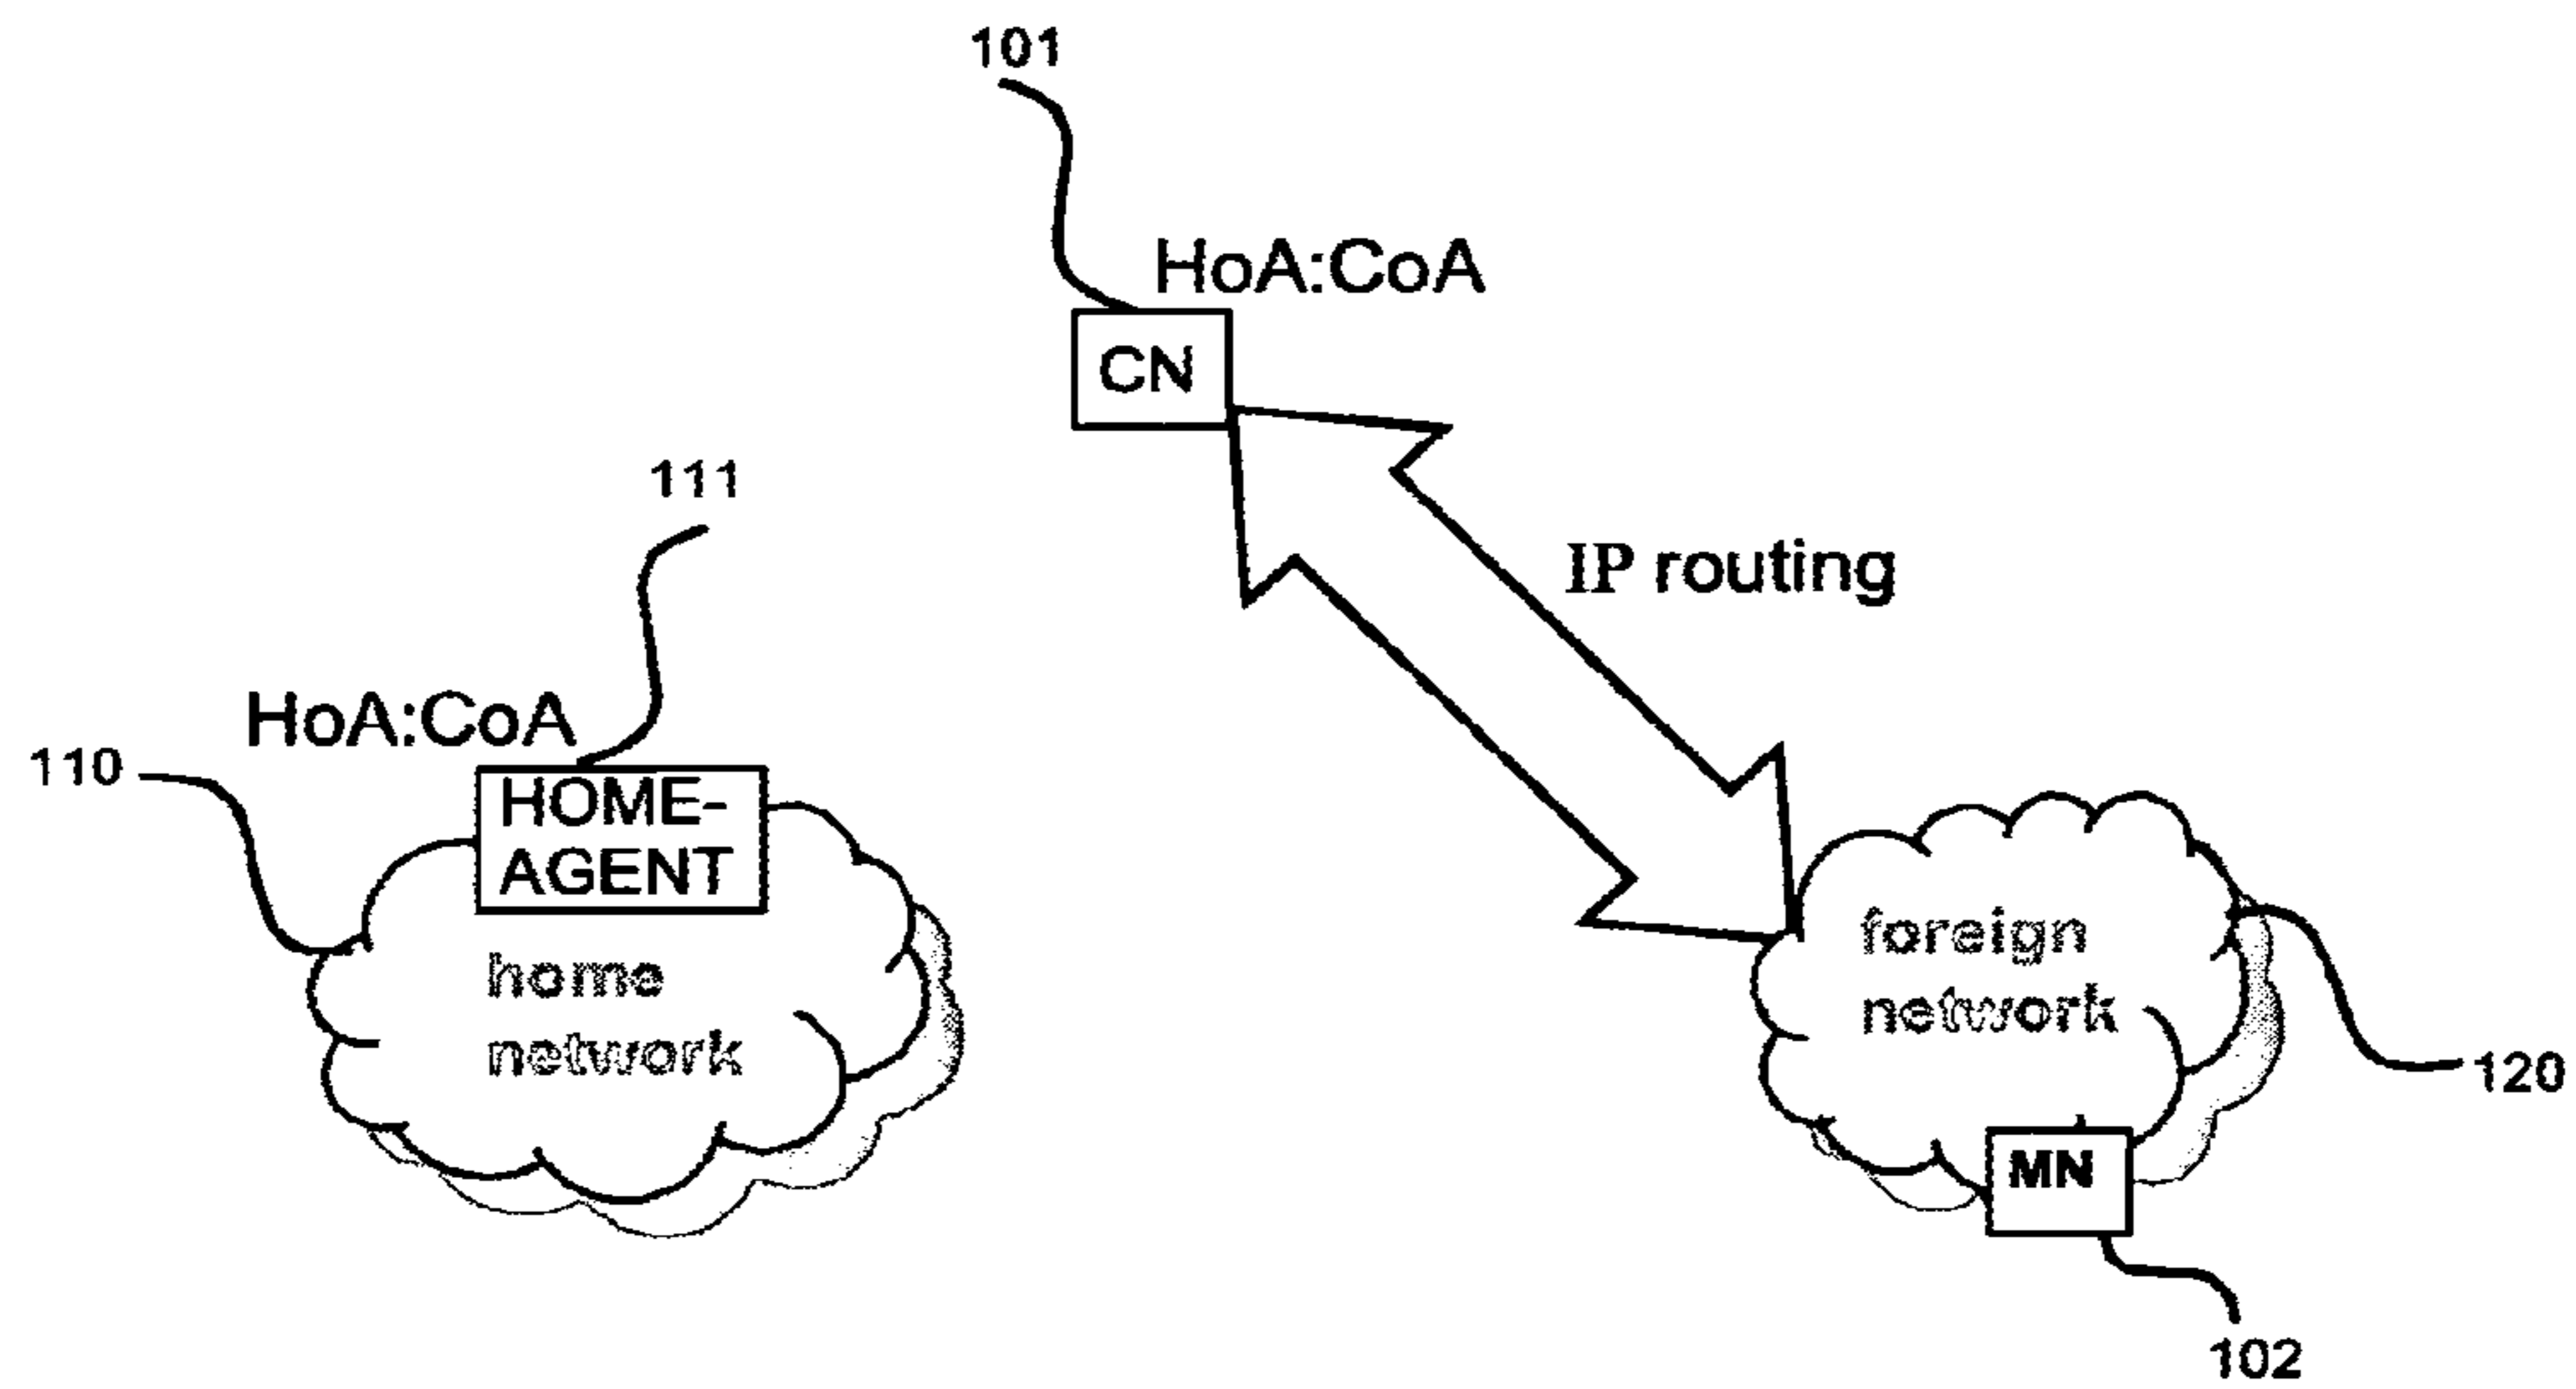 101
HoA:CoA
CN
111
IP routing
HoA:CoA
110
HOME-
AGENT
home
network
foreign
network
120
MN
102